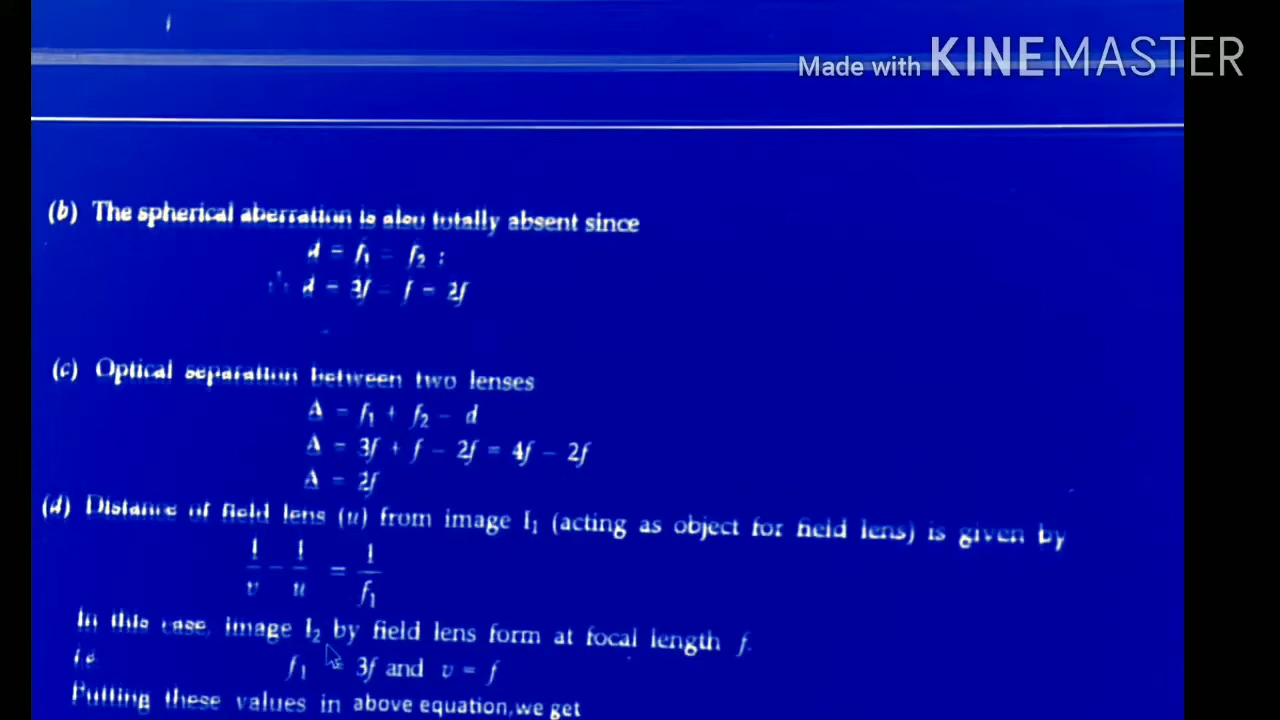 Made with KINEMASTER
(b) The spherical aberration is also totally absent since
d = f₁ − f₂ ;
∴ d = 3f − f = 2f
(c) Optical separation between two lenses
Δ = f₁ + f₂ − d
Δ = 3f + f − 2f = 4f − 2f
Δ = 2f
(d) Distance of field lens (u) from image I₁ (acting as object for field lens) is given by
1/v − 1/u = 1/f₁
In this case, image I₂ by field lens form at focal length f.
i.e. f₁ = 3f and v = f
Putting these values in above equation, we get